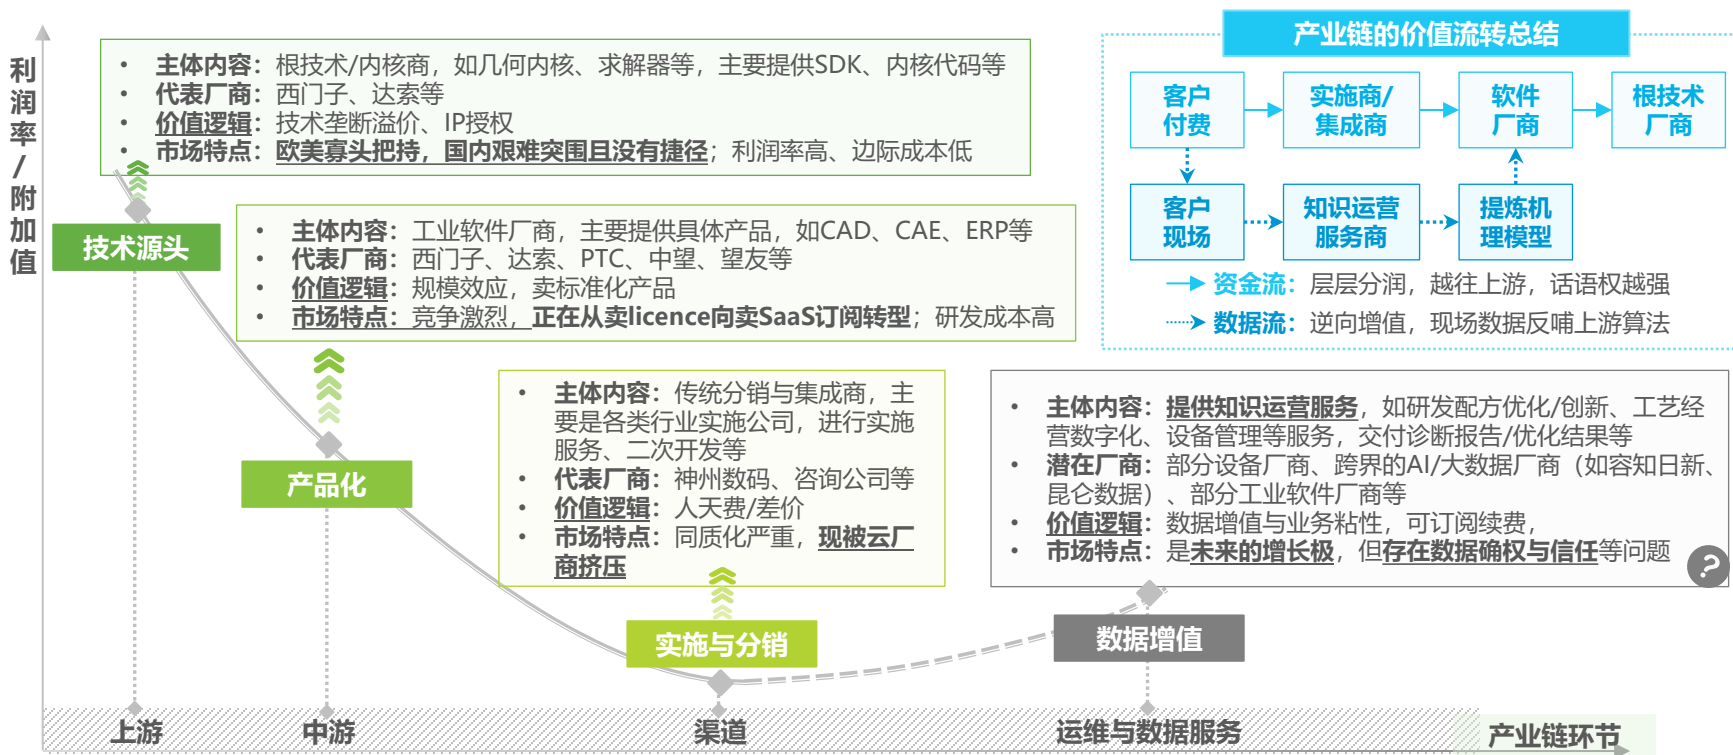 利润率/附加值
• 主体内容：根技术/内核商，如几何内核、求解器等，主要提供SDK、内核代码等
• 代表厂商：西门子、达索等
• 价值逻辑：技术垄断溢价、IP授权
• 市场特点：欧美寡头把持，国内艰难突围且没有捷径；利润率高、边际成本低
技术源头
• 主体内容：工业软件厂商，主要提供具体产品，如CAD、CAE、ERP等
• 代表厂商：西门子、达索、PTC、中望、望友等
• 价值逻辑：规模效应，卖标准化产品
• 市场特点：竞争激烈，正在从卖licence向卖SaaS订阅转型；研发成本高
产品化
• 主体内容：传统分销与集成商，主
要是各类行业实施公司，进行实施
服务、二次开发等
• 代表厂商：神州数码、咨询公司等
• 价值逻辑：人天费/差价
• 市场特点：同质化严重，现被云厂
商挤压
实施与分销
• 主体内容：提供知识运营服务，如研发配方优化/创新、工艺经
营数字化、设备管理等服务，交付诊断报告/优化结果等
• 潜在厂商：部分设备厂商、跨界的AI/大数据厂商（如容知日新、
昆仑数据）、部分工业软件厂商等
• 价值逻辑：数据增值与业务粘性，可订阅续费，
• 市场特点：是未来的增长极，但存在数据确权与信任等问题
?
数据增值
产业链的价值流转总结
客户
付费
实施商/
集成商
软件
厂商
根技术
厂商
客户
现场
知识运营
服务商
提炼机
理模型
资金流：层层分润，越往上游，话语权越强
数据流：逆向增值，现场数据反哺上游算法
上游
中游
渠道
运维与数据服务
产业链环节